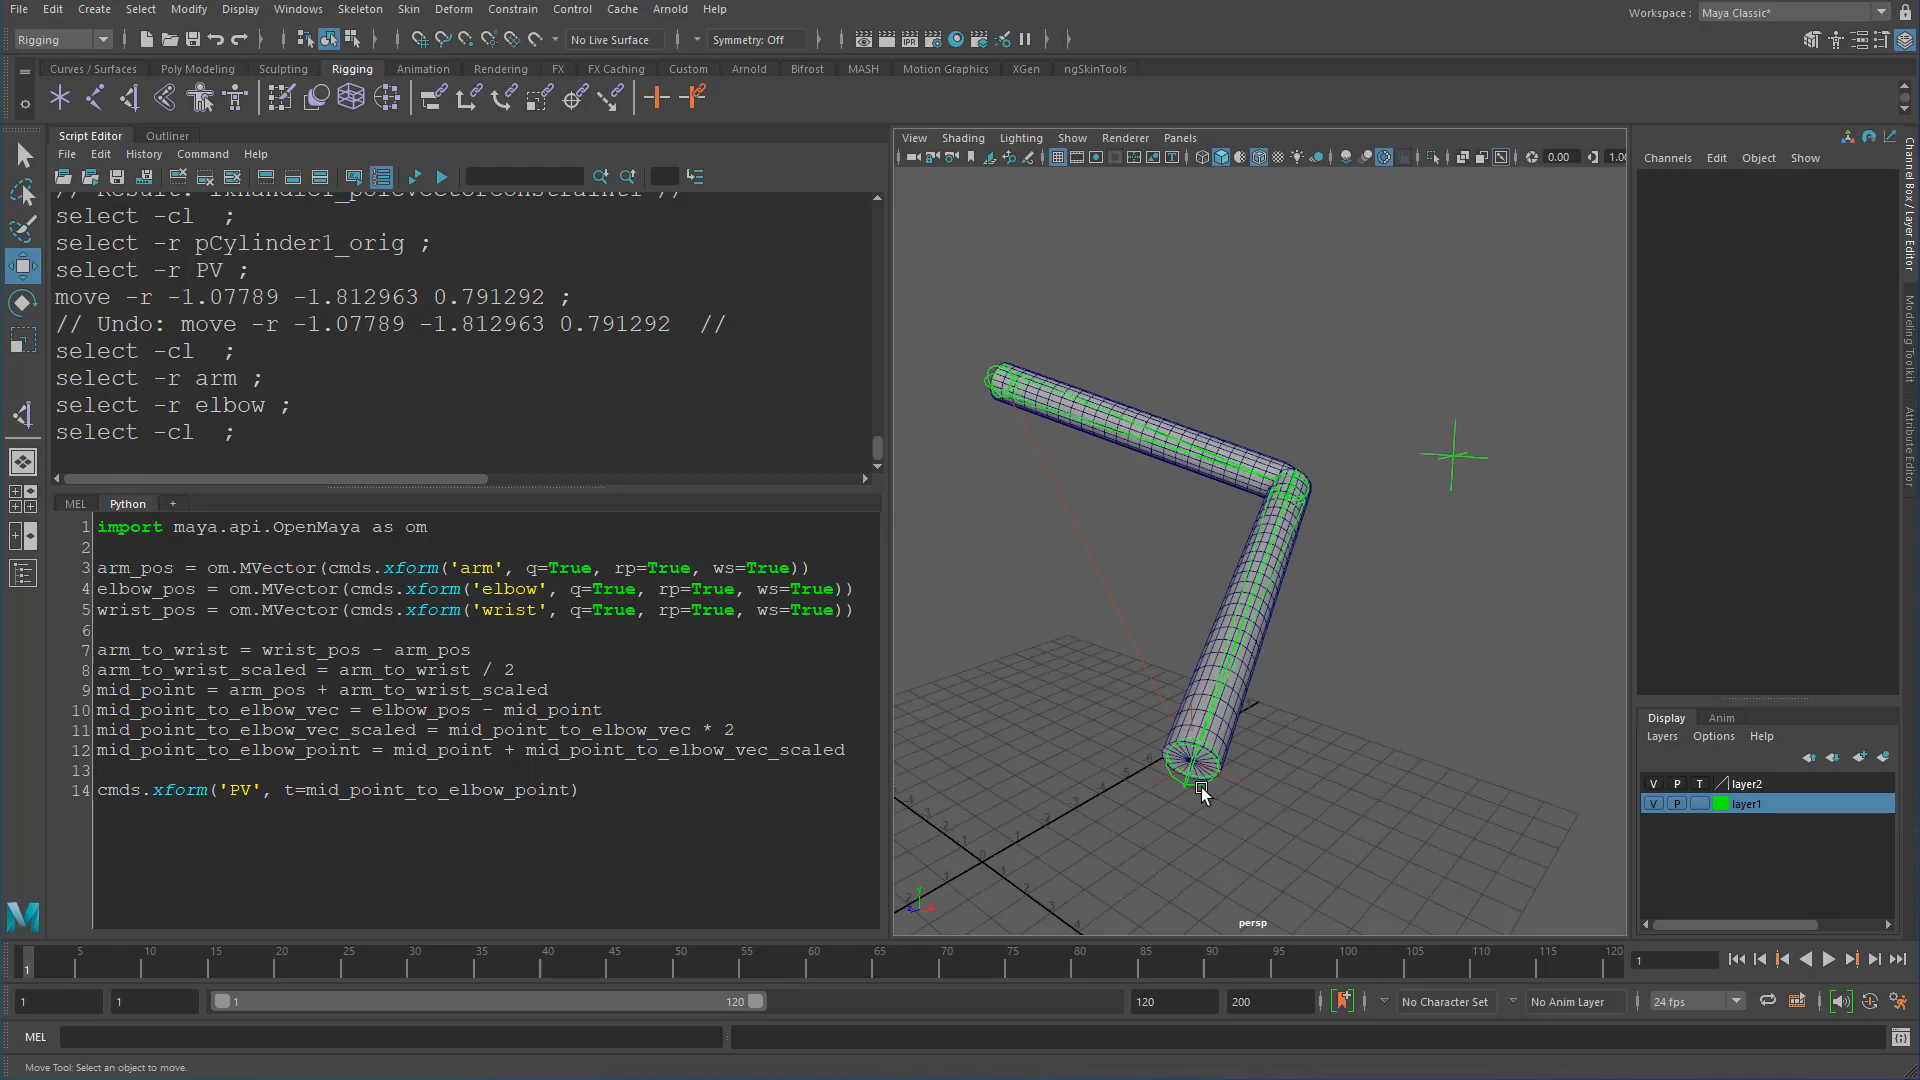 File Edit Create Select Modify Display Windows Skeleton Skin Deform Constrain Control Cache Arnold Help
Workspace : Maya Classic*
Rigging
No Live Surface
Symmetry: Off
Curves / Surfaces Poly Modeling Sculpting Rigging Animation Rendering FX FX Caching Custom Arnold Bifrost MASH Motion Graphics XGen ngSkinTools
Script Editor Outliner
File Edit History Command Help
select -cl  ;
select -r pCylinder1_orig ;
select -r PV ;
move -r -1.07789 -1.812963 0.791292 ;
// Undo: move -r -1.07789 -1.812963 0.791292  //
select -cl  ;
select -r arm ;
select -r elbow ;
select -cl  ;
MEL Python +
1 import maya.api.OpenMaya as om
2
3 arm_pos = om.MVector(cmds.xform('arm', q=True, rp=True, ws=True))
4 elbow_pos = om.MVector(cmds.xform('elbow', q=True, rp=True, ws=True))
5 wrist_pos = om.MVector(cmds.xform('wrist', q=True, rp=True, ws=True))
6
7 arm_to_wrist = wrist_pos - arm_pos
8 arm_to_wrist_scaled = arm_to_wrist / 2
9 mid_point = arm_pos + arm_to_wrist_scaled
10 mid_point_to_elbow_vec = elbow_pos - mid_point
11 mid_point_to_elbow_vec_scaled = mid_point_to_elbow_vec * 2
12 mid_point_to_elbow_point = mid_point + mid_point_to_elbow_vec_scaled
13
14 cmds.xform('PV', t=mid_point_to_elbow_point)
View Shading Lighting Show Renderer Panels
0.00
persp
Channels Edit Object Show
Channel Box / Layer Editor
Modeling Toolkit
Attribute Editor
Display Anim
Layers Options Help
V P T layer2
V P layer1
1 5 10 15 20 25 30 35 40 45 50 55 60 65 70 75 80 85 90 95 100 105 110 115 120
1
1 1 1 120 120 200
No Character Set
No Anim Layer
24 fps
MEL
Move Tool: Select an object to move.